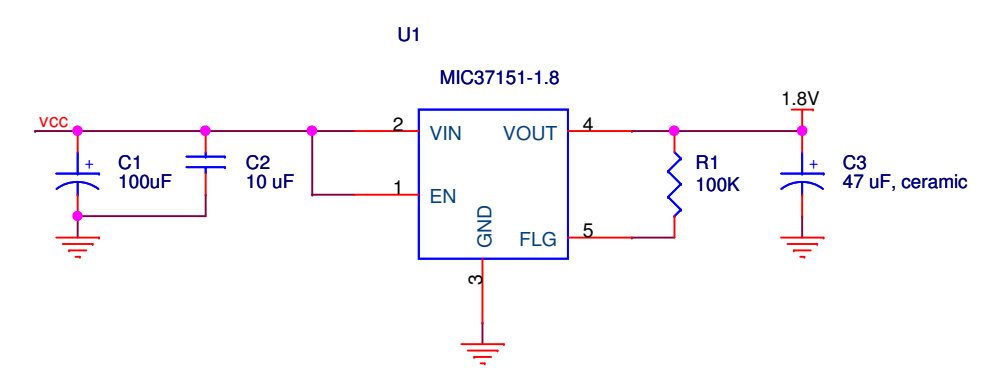 U1
MIC37151-1.8
VCC
1.8V
2
VIN
VOUT
4
+
C1
100uF
C2
10 uF
R1
100K
+
C3
47 uF, ceramic
1
EN
GND
FLG
5
3